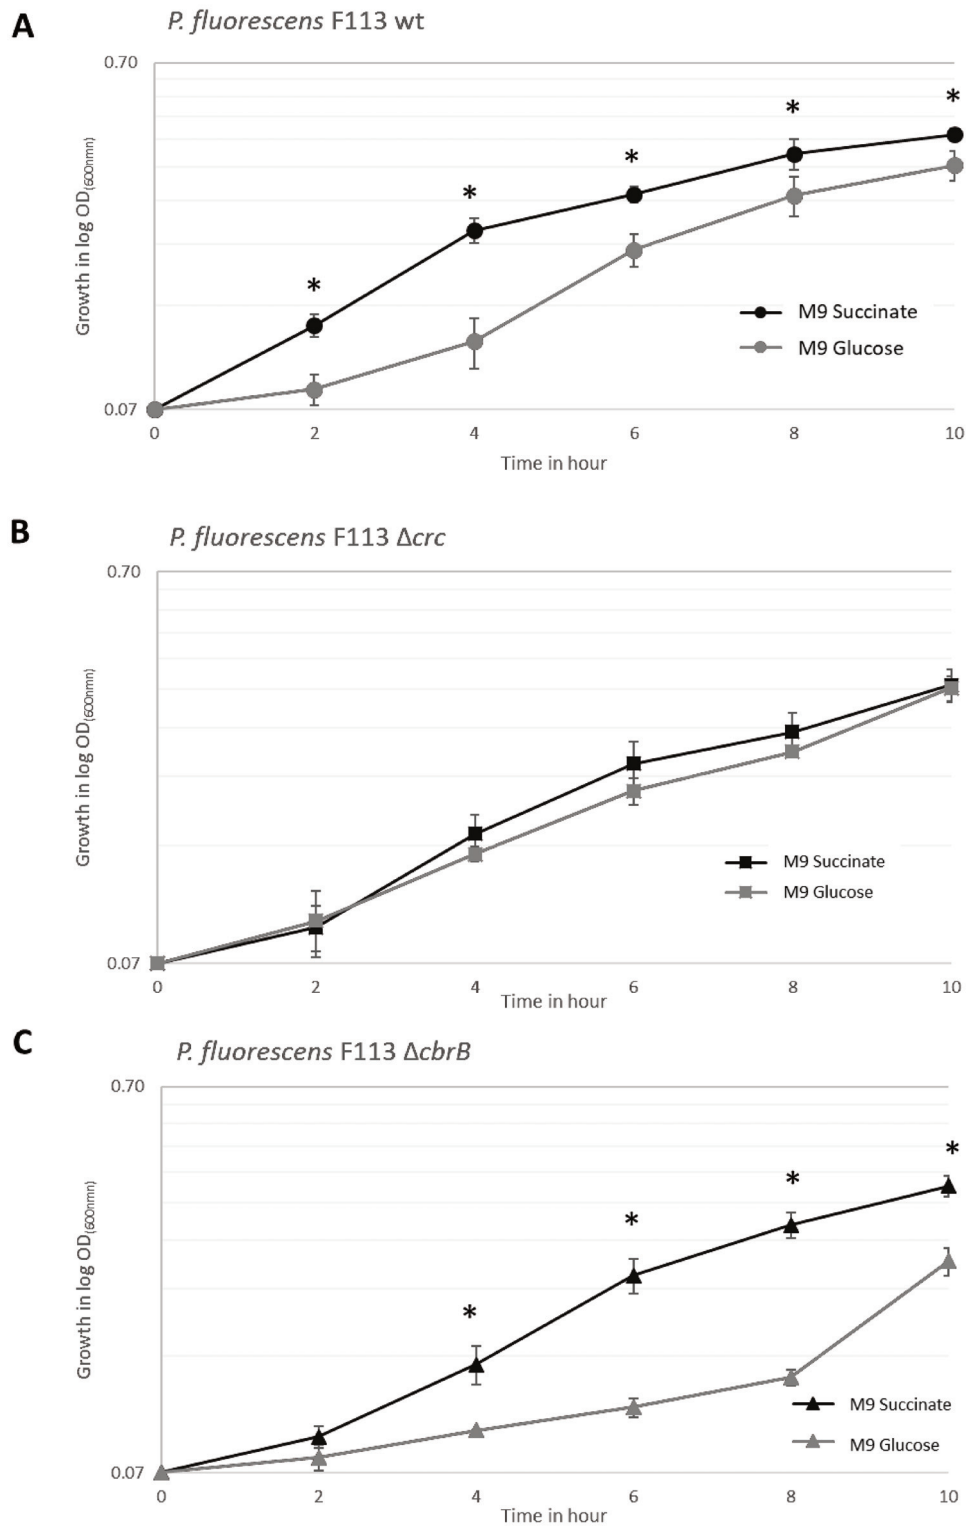 A
P. fluorescens F113 wt
0.70
*
*
*
*
*
Growth in log OD(600nmn)
M9 Succinate
M9 Glucose
0.07
0 2 4 6 8 10
Time in hour
B
P. fluorescens F113 Δcrc
0.70
Growth in log OD(600nmn)
M9 Succinate
M9 Glucose
0.07
0 2 4 6 8 10
Time in hour
C
P. fluorescens F113 ΔcbrB
0.70
*
*
*
*
Growth in log OD(600nmn)
M9 Succinate
M9 Glucose
0.07
0 2 4 6 8 10
Time in hour